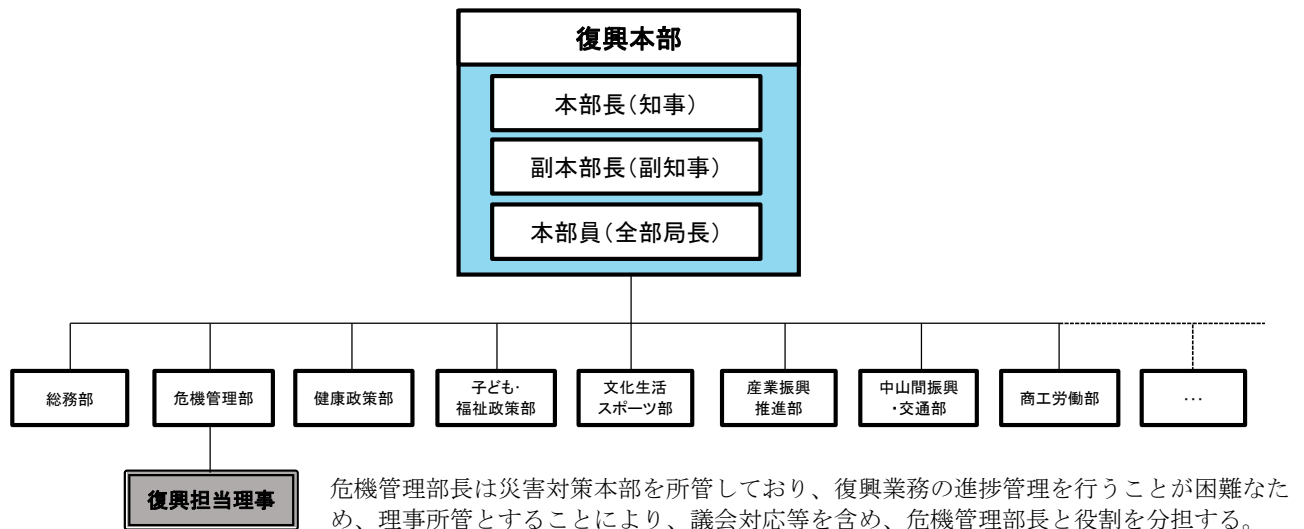 復興本部
本部長(知事)
副本部長(副知事)
本部員(全部局長)
総務部
危機管理部
健康政策部
子ども・
福祉政策部
文化生活
スポーツ部
産業振興
推進部
中山間振興
・交通部
商工労働部
…
復興担当理事
危機管理部長は災害対策本部を所管しており、復興業務の進捗管理を行うことが困難なた
め、理事所管とすることにより、議会対応等を含め、危機管理部長と役割を分担する。